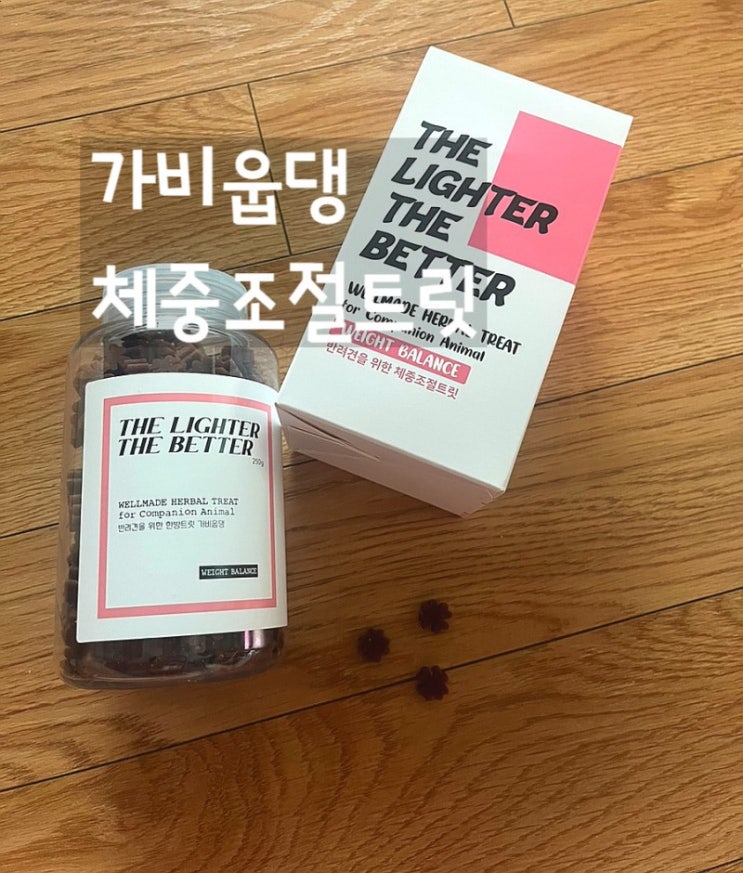 가비웁댕
체중조절트릿
THE
LIGHTER
THE
BETTER
WELLMADE HERBAL TREAT
for Companion Animal
WEIGHT BALANCE
반려견을 위한 체중조절트릿
THE LIGHTER
THE BETTER
250g
WELLMADE HERBAL TREAT
for Companion Animal
반려견을 위한 한방트릿 가비웁댕
WEIGHT BALANCE